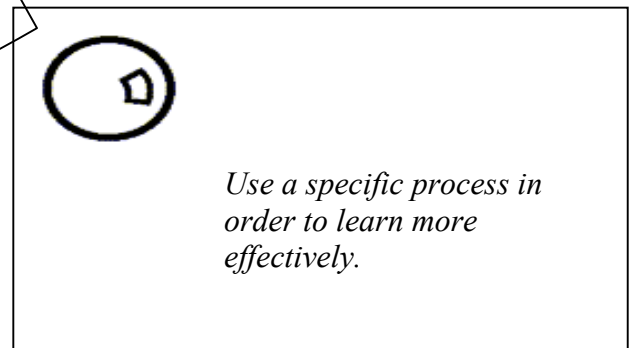 Use a specific process in
order to learn more
effectively.